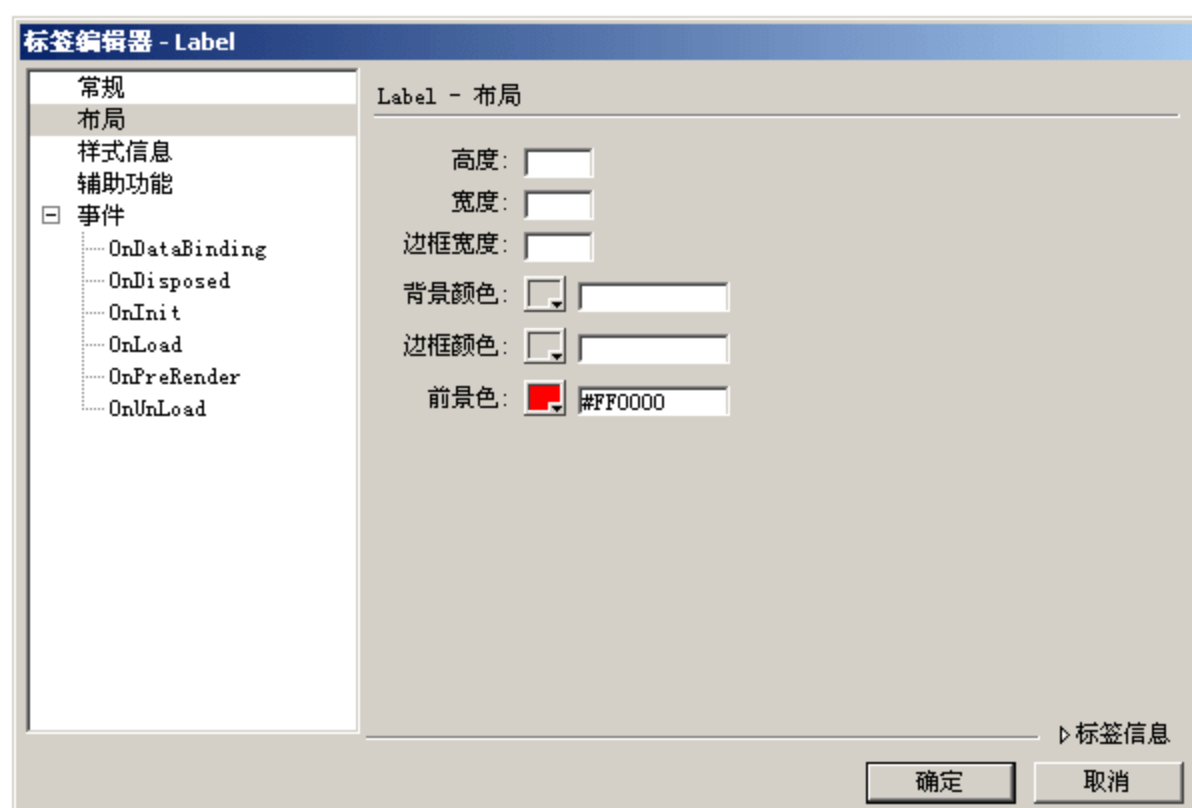 标签编辑器 - Label
常规
布局
样式信息
辅助功能
事件
OnDataBinding
OnDisposed
OnInit
OnLoad
OnPreRender
OnUnLoad
Label - 布局
高度:
宽度:
边框宽度:
背景颜色:
边框颜色:
前景色: #FF0000
标签信息
确定 取消